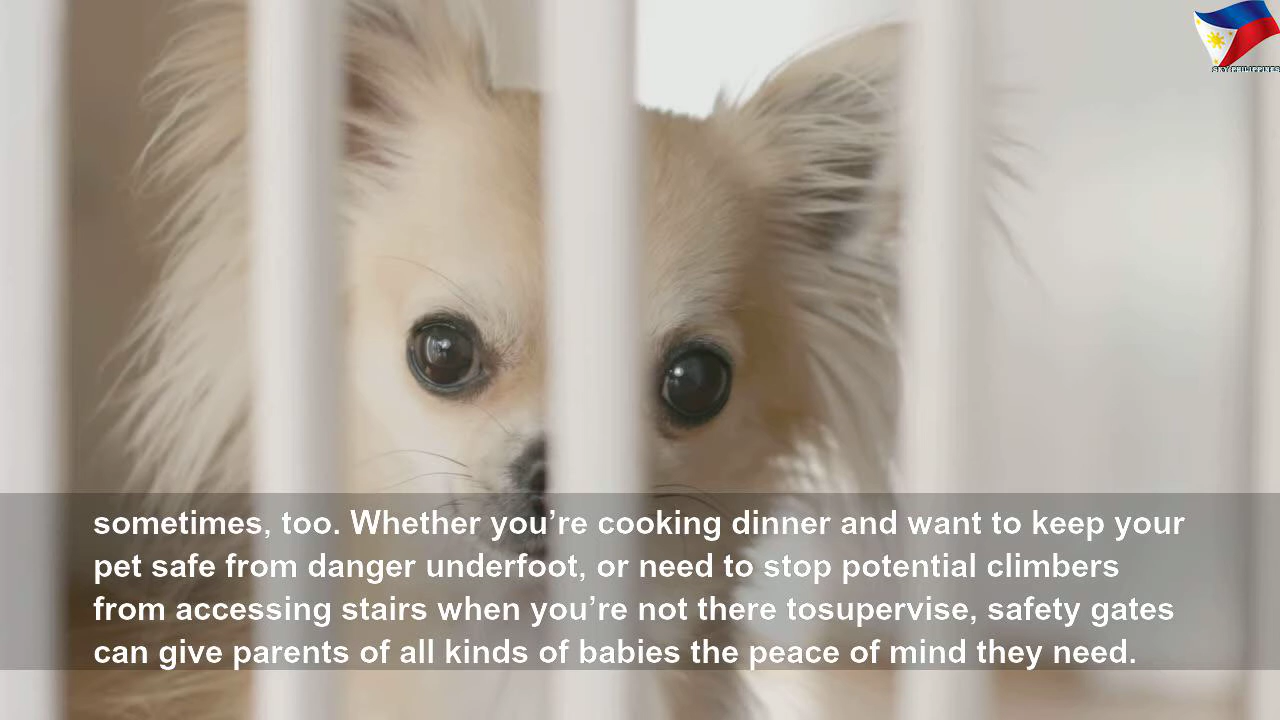 SKY PHILIPPINES
sometimes, too. Whether you’re cooking dinner and want to keep your
pet safe from danger underfoot, or need to stop potential climbers
from accessing stairs when you’re not there tosupervise, safety gates
can give parents of all kinds of babies the peace of mind they need.